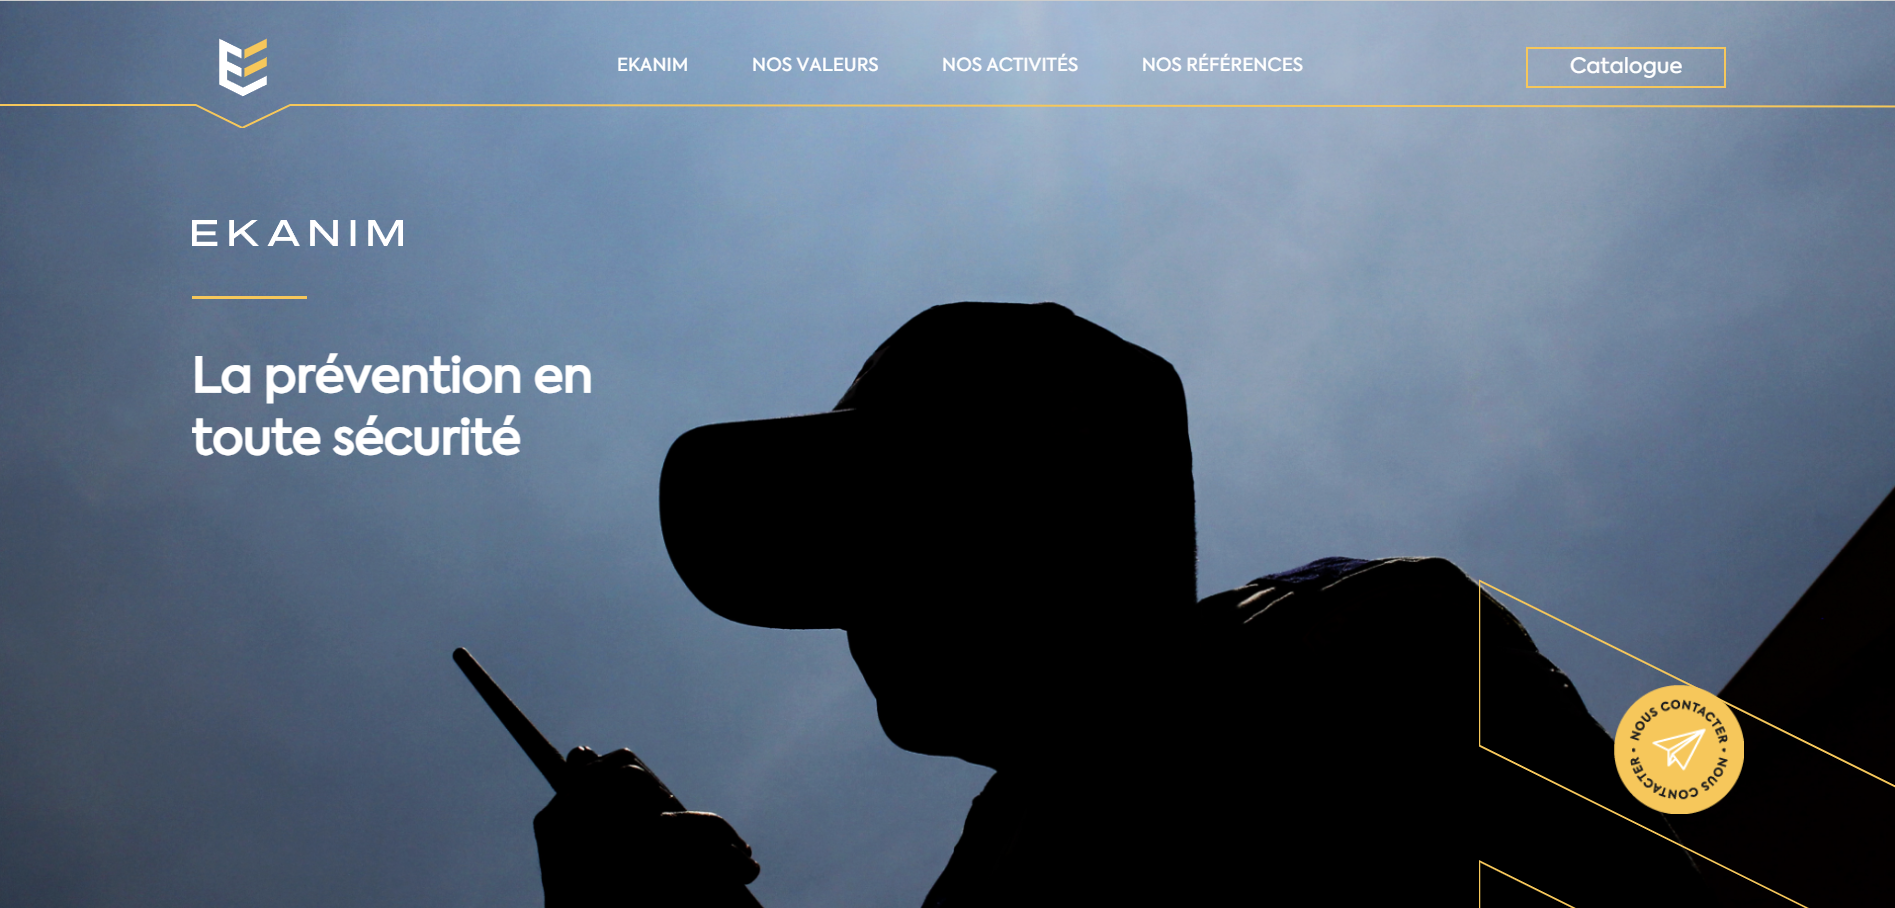 EKANIM
NOS VALEURS
NOS ACTIVITÉS
NOS RÉFÉRENCES
Catalogue
EKANIM
La prévention en
toute sécurité
NOUS CONTACTER • NOUS CONTACTER •